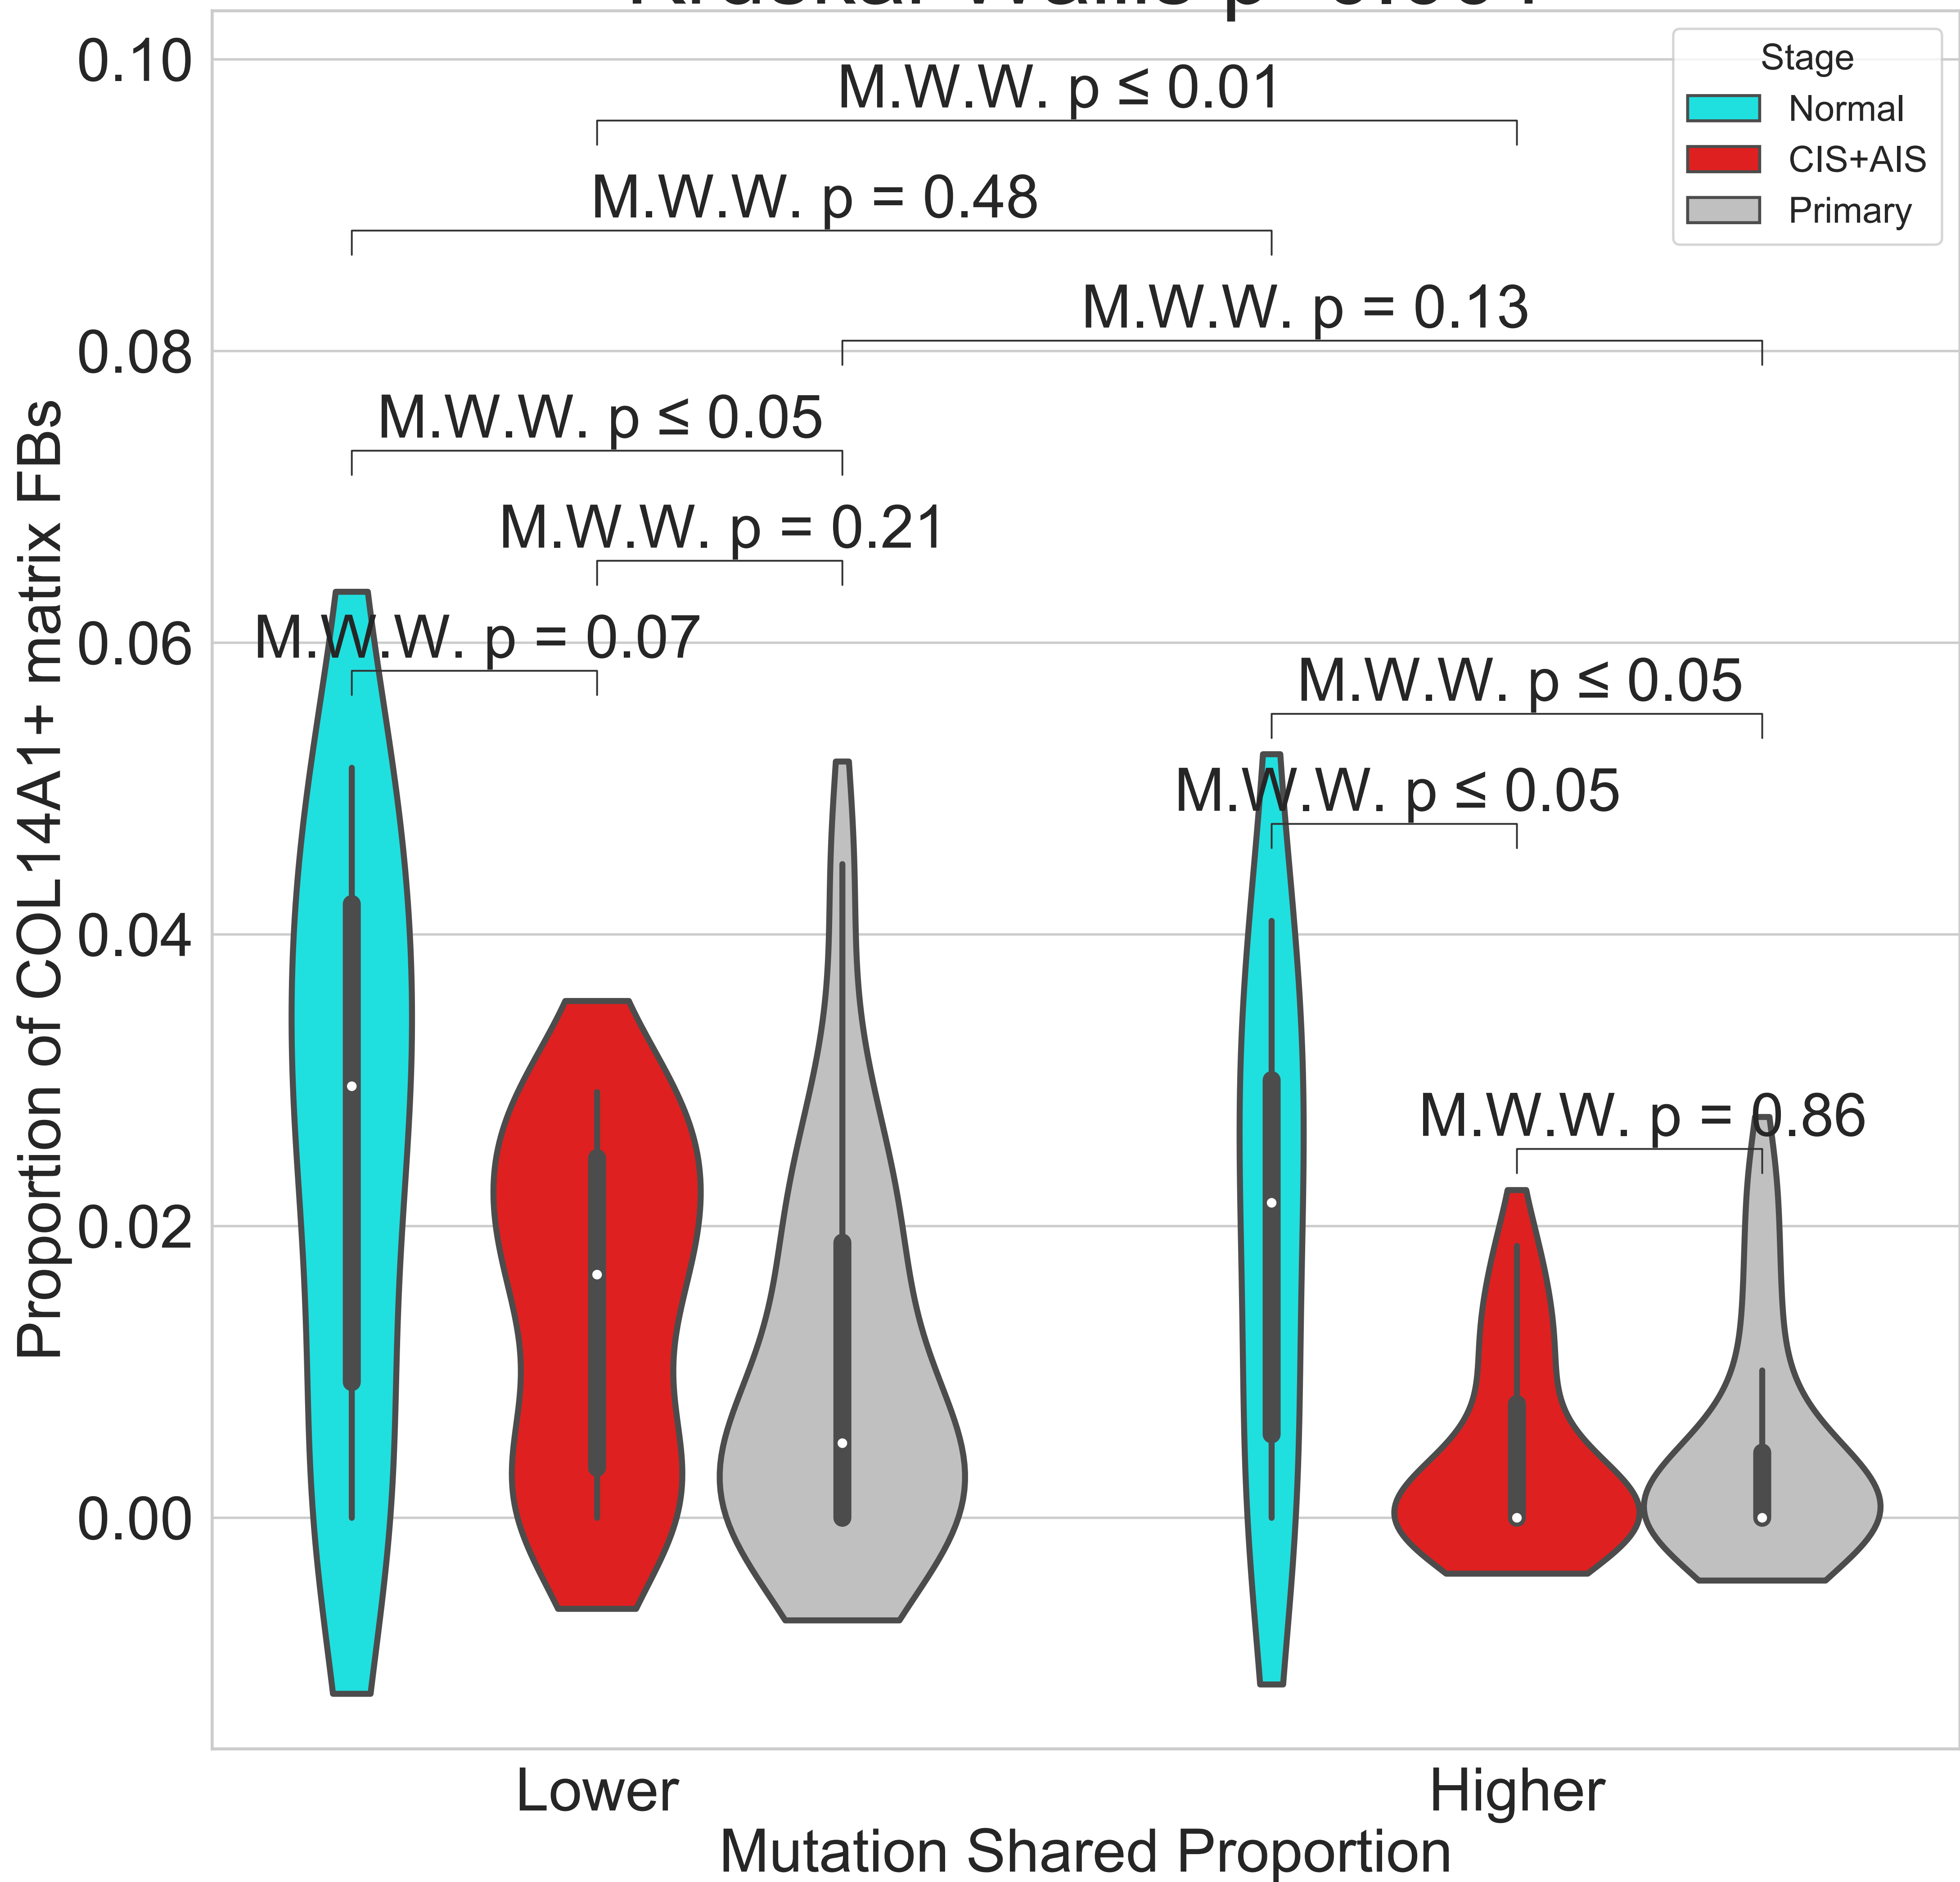 0.10
0.08
0.06
0.04
0.02
0.00
Proportion of COL14A1+ matrix FBs
Stage
Normal
CIS+AIS
Primary
M.W.W. p ≤ 0.01
M.W.W. p = 0.48
M.W.W. p = 0.13
M.W.W. p ≤ 0.05
M.W.W. p = 0.21
M.W.W. p = 0.07
M.W.W. p ≤ 0.05
M.W.W. p ≤ 0.05
M.W.W. p = 0.86
Lower
Higher
Mutation Shared Proportion